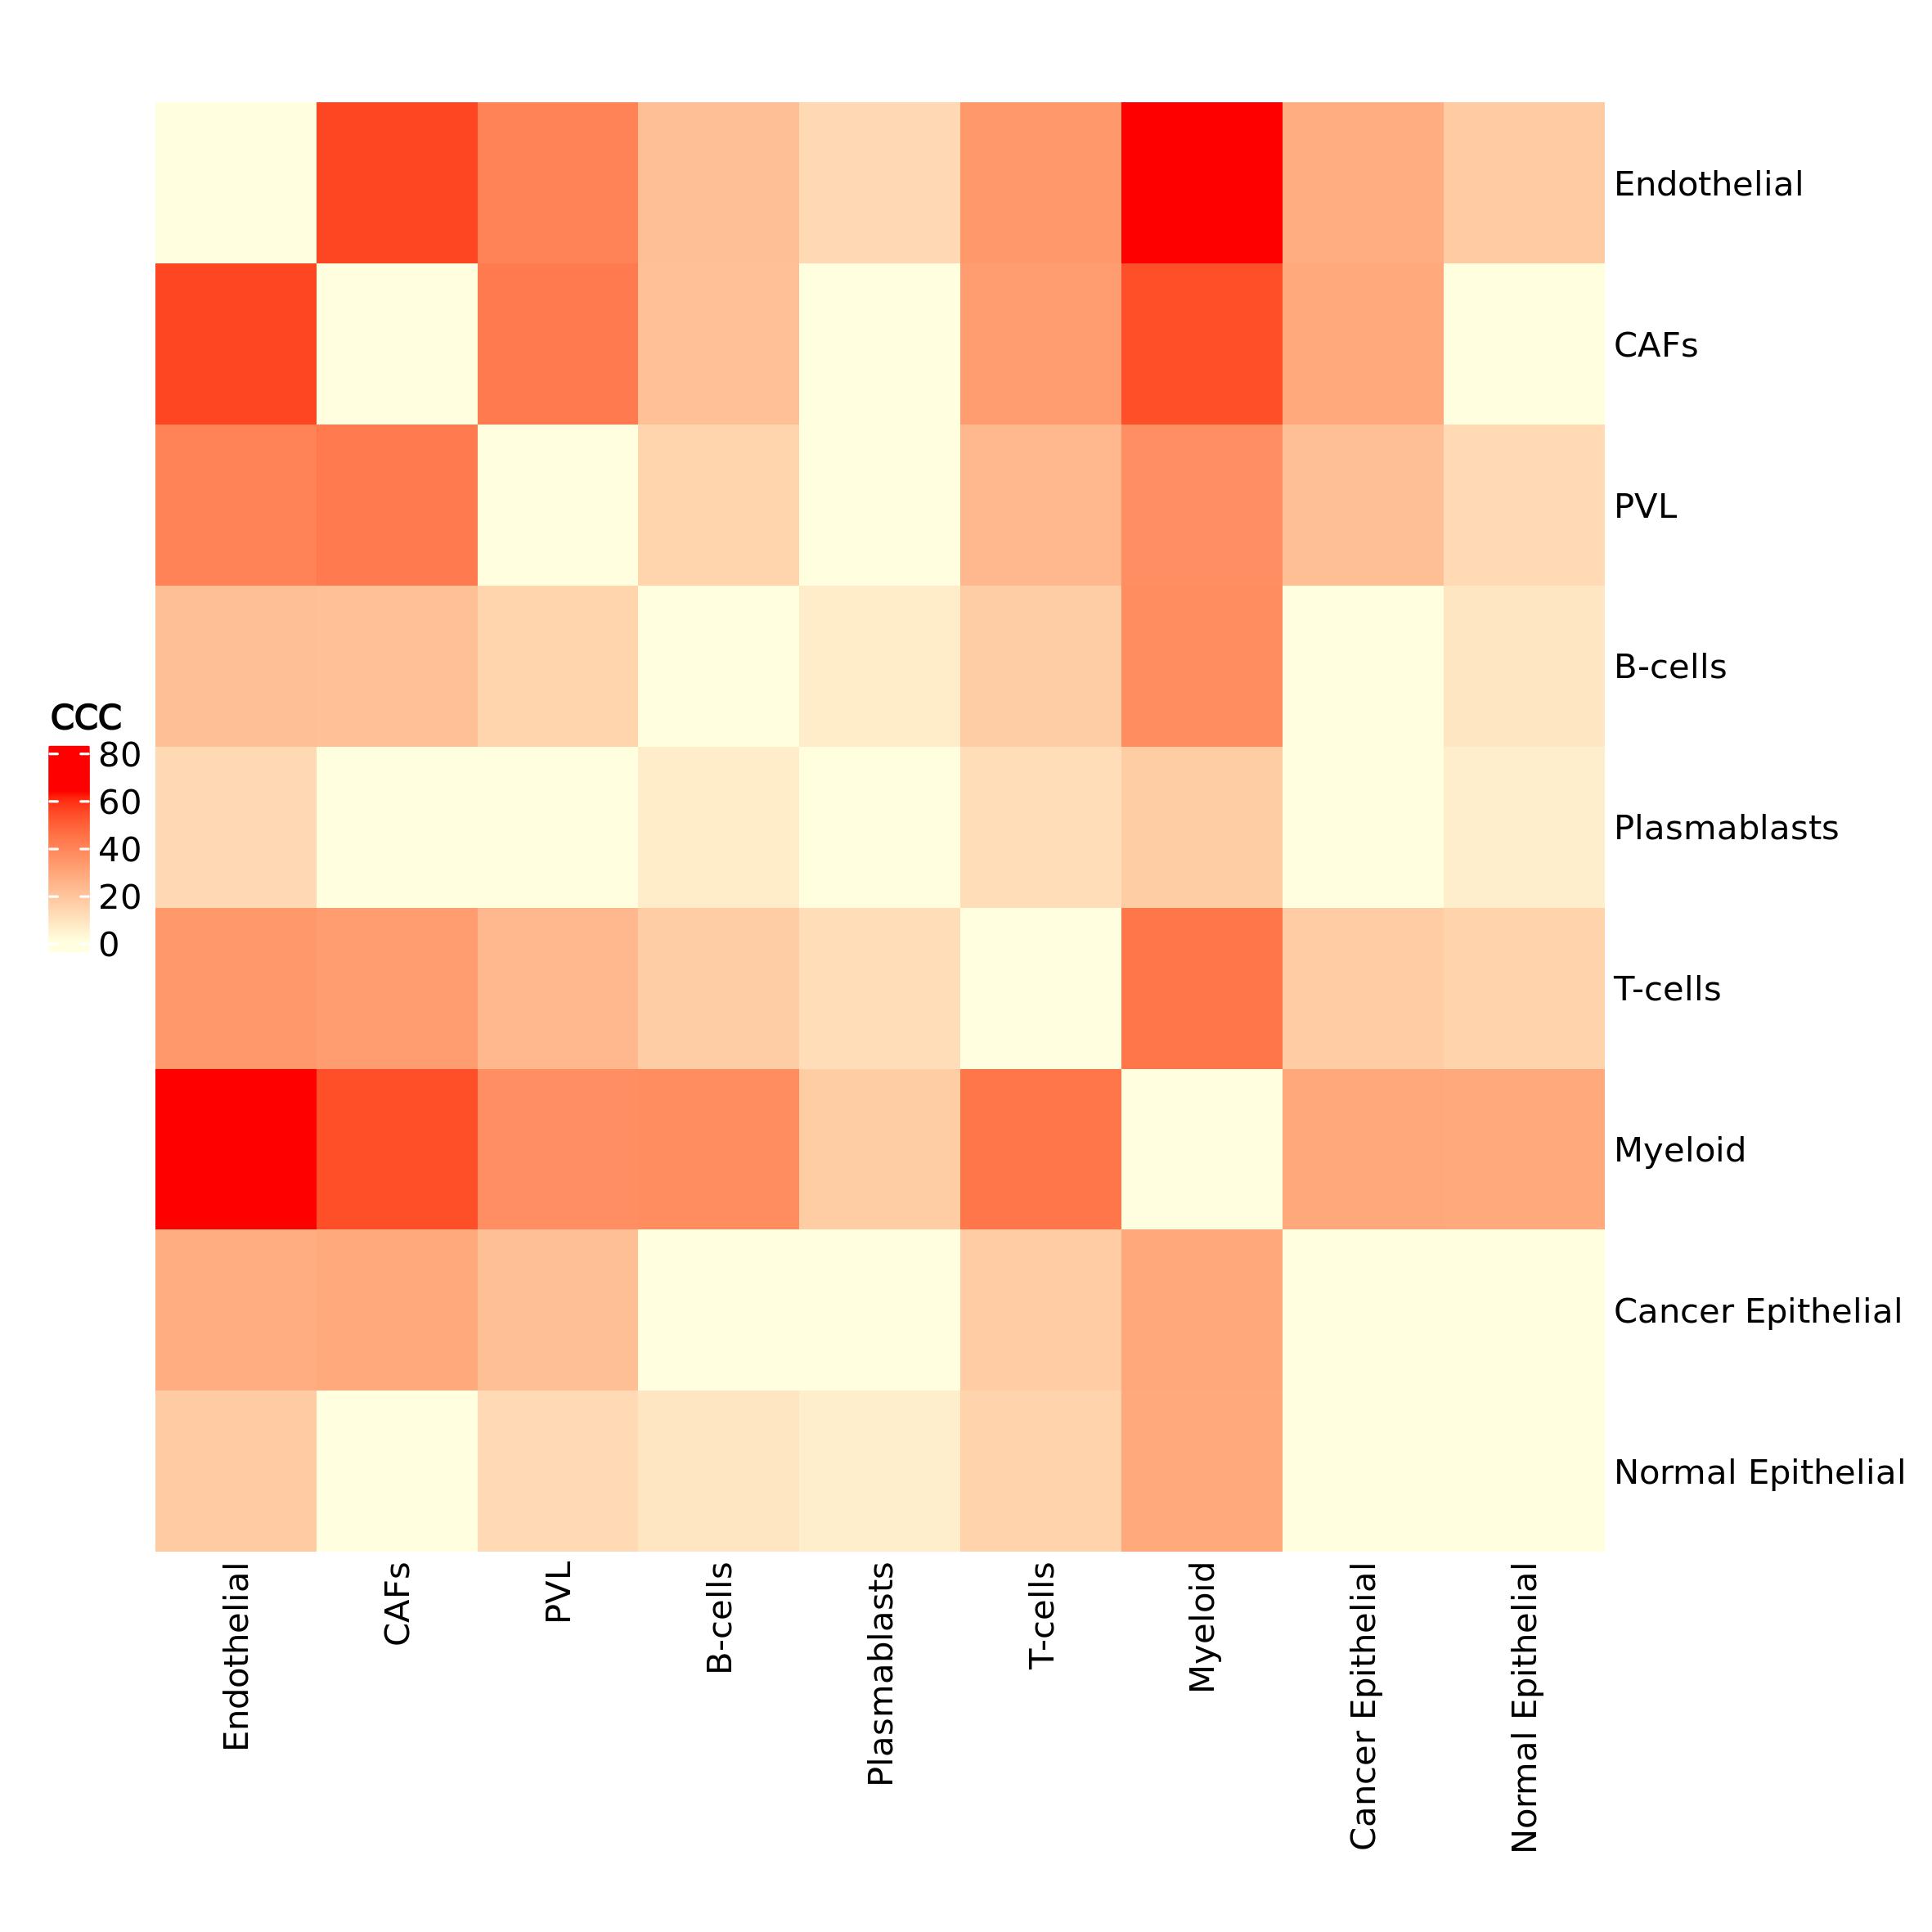 Endothelial
CAFs
PVL
B-cells
Plasmablasts
T-cells
Myeloid
Cancer Epithelial
Normal Epithelial
ccc
80
60
40
20
0
Endothelial
CAFs
PVL
B-cells
Plasmablasts
T-cells
Myeloid
Cancer Epithelial
Normal Epithelial